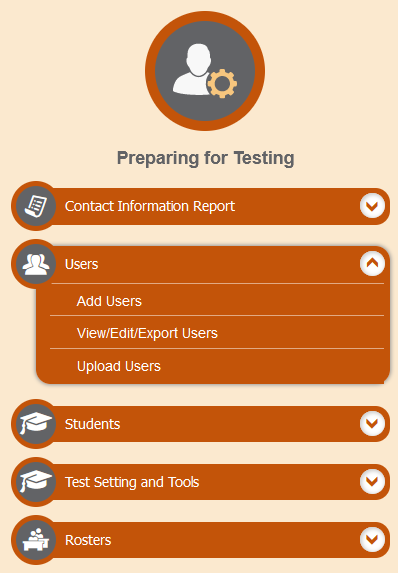 Preparing for Testing
Contact Information Report
Users
Add Users
View/Edit/Export Users
Upload Users
Students
Test Setting and Tools
Rosters